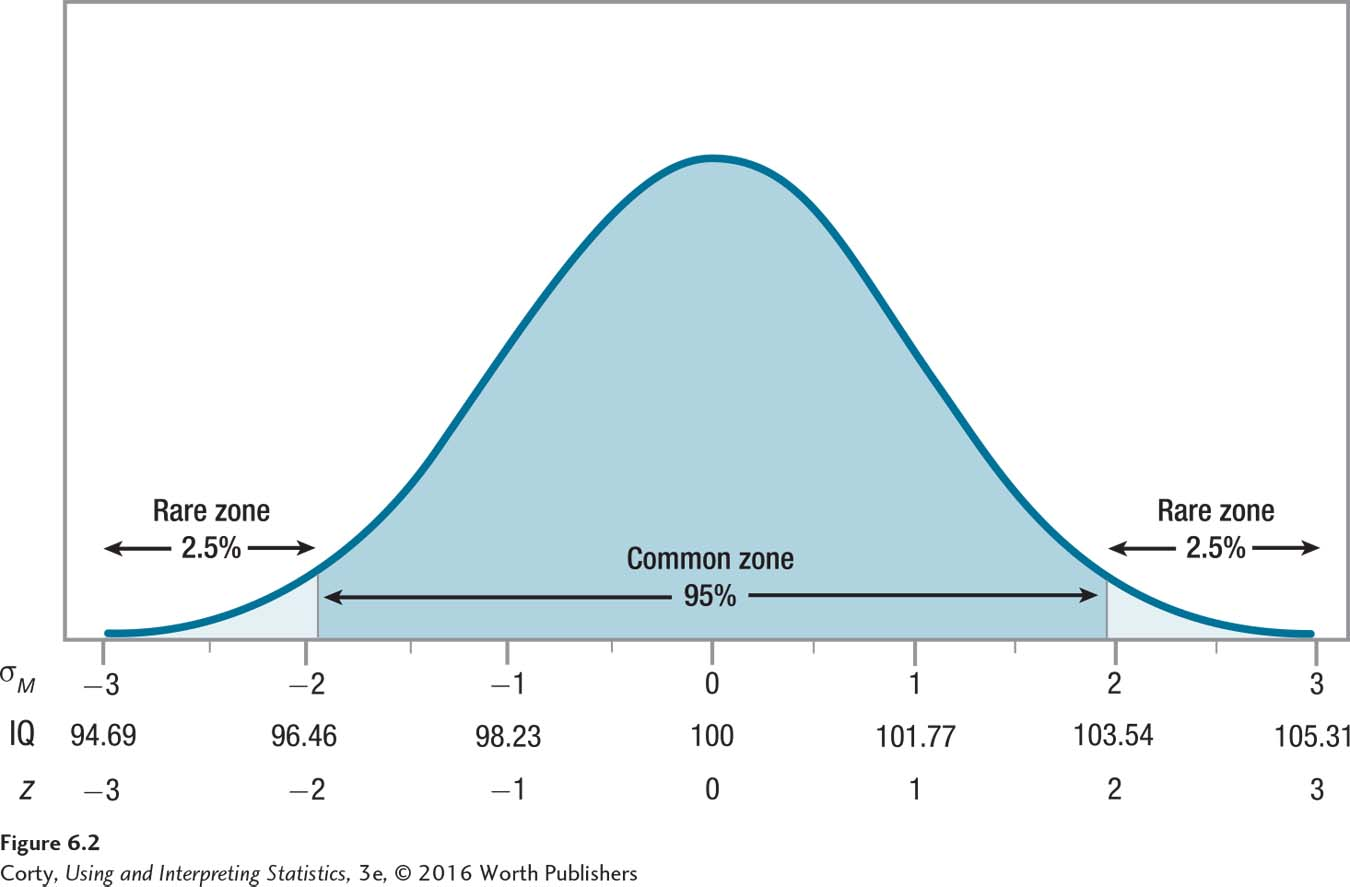 Rare zone
2.5%
Rare zone
2.5%
Common zone
95%
σM −3 −2 −1 0 1 2 3
IQ 94.69 96.46 98.23 100 101.77 103.54 105.31
z −3 −2 −1 0 1 2 3
Figure 6.2
Corty, Using and Interpreting Statistics, 3e, © 2016 Worth Publishers